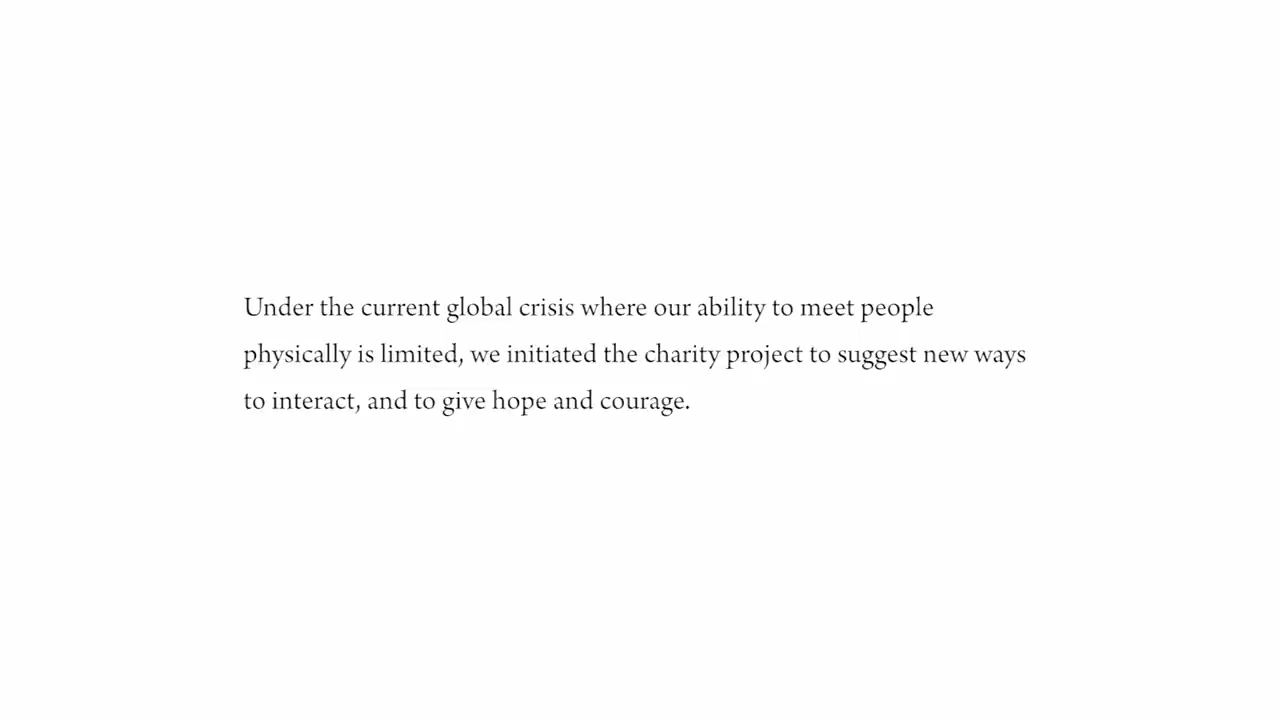 Under the current global crisis where our ability to meet people
physically is limited, we initiated the charity project to suggest new ways
to interact, and to give hope and courage.